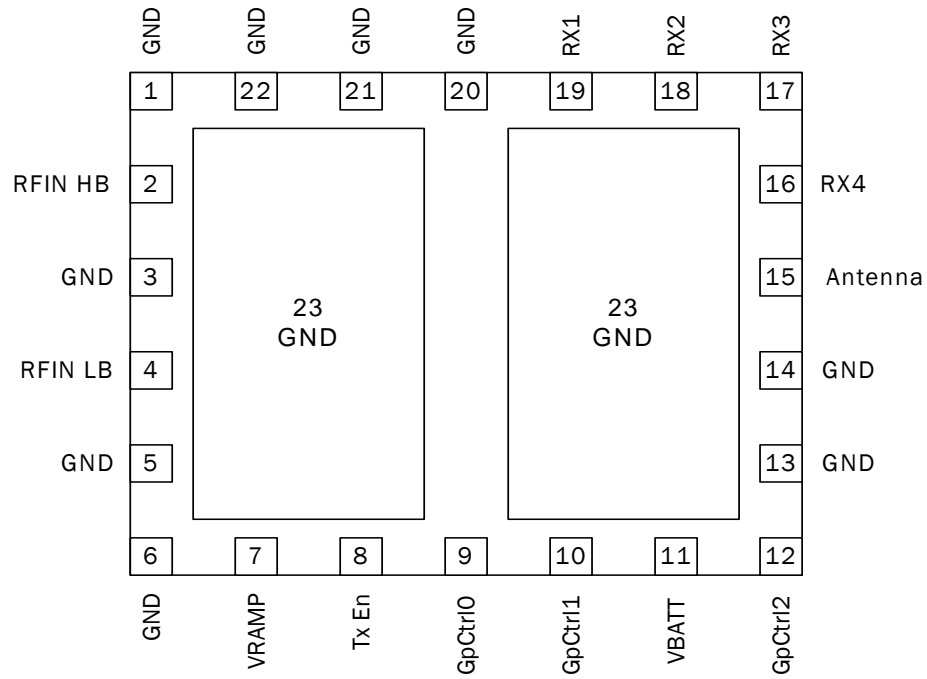 GND
GND
GND
GND
RX1
RX2
RX3
1
22
21
20
19
18
17
RFIN HB
2
16
RX4
GND
3
15
Antenna
23
GND
23
GND
RFIN LB
4
14
GND
GND
5
13
GND
6
7
8
9
10
11
12
GND
VRAMP
Tx En
GpCtrl0
GpCtrl1
VBATT
GpCtrl2